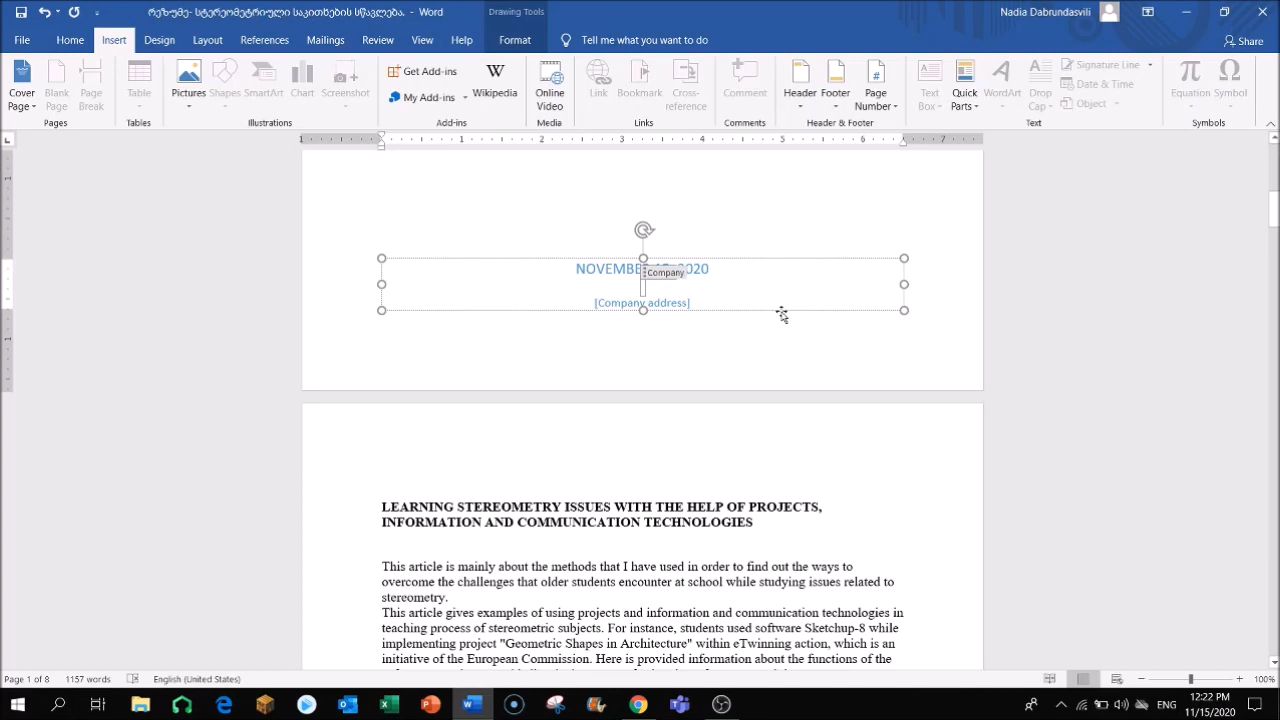 რეზიუმე- სტერეომეტრიული საკითხების სწავლება. - Word
Drawing Tools
Nadia Dabrundasvili
File Home Insert Design Layout References Mailings Review View Help Format Tell me what you want to do Share
Cover Page
Blank Page
Page Break
Table
Pictures
Shapes
Icons
SmartArt
Chart
Screenshot
Get Add-ins
My Add-ins
Wikipedia
Online Video
Link
Bookmark
Cross-reference
Comment
Header
Footer
Page Number
Text Box
Quick Parts
WordArt
Drop Cap
Signature Line
Date & Time
Object
Equation
Symbol
Pages Tables Illustrations Add-ins Media Links Comments Header & Footer Text Symbols
1 1 2 3 4 5 6 7
Company
[Company address]
LEARNING STEREOMETRY ISSUES WITH THE HELP OF PROJECTS,
INFORMATION AND COMMUNICATION TECHNOLOGIES
This article is mainly about the methods that I have used in order to find out the ways to
overcome the challenges that older students encounter at school while studying issues related to
stereometry.
This article gives examples of using projects and information and communication technologies in
teaching process of stereometric subjects. For instance, students used software Sketchup-8 while
implementing project "Geometric Shapes in Architecture" within eTwinning action, which is an
initiative of the European Commission. Here is provided information about the functions of the
Page 1 of 8 1157 words English (United States) 100%
ENG
12:22 PM
11/15/2020